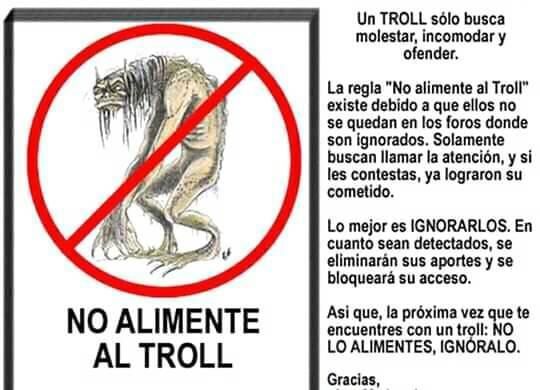 NO ALIMENTE
AL TROLL
Un TROLL sólo busca
molestar, incomodar y
ofender.
La regla "No alimente al Troll"
existe debido a que ellos no
se quedan en los foros donde
son ignorados. Solamente
buscan llamar la atención, y si
les contestas, ya lograron su
cometido.
Lo mejor es IGNORARLOS. En
cuanto sean detectados, se
eliminarán sus aportes y se
bloqueará su acceso.
Asi que, la próxima vez que te
encuentres con un troll: NO
LO ALIMENTES, IGNÓRALO.
Gracias,